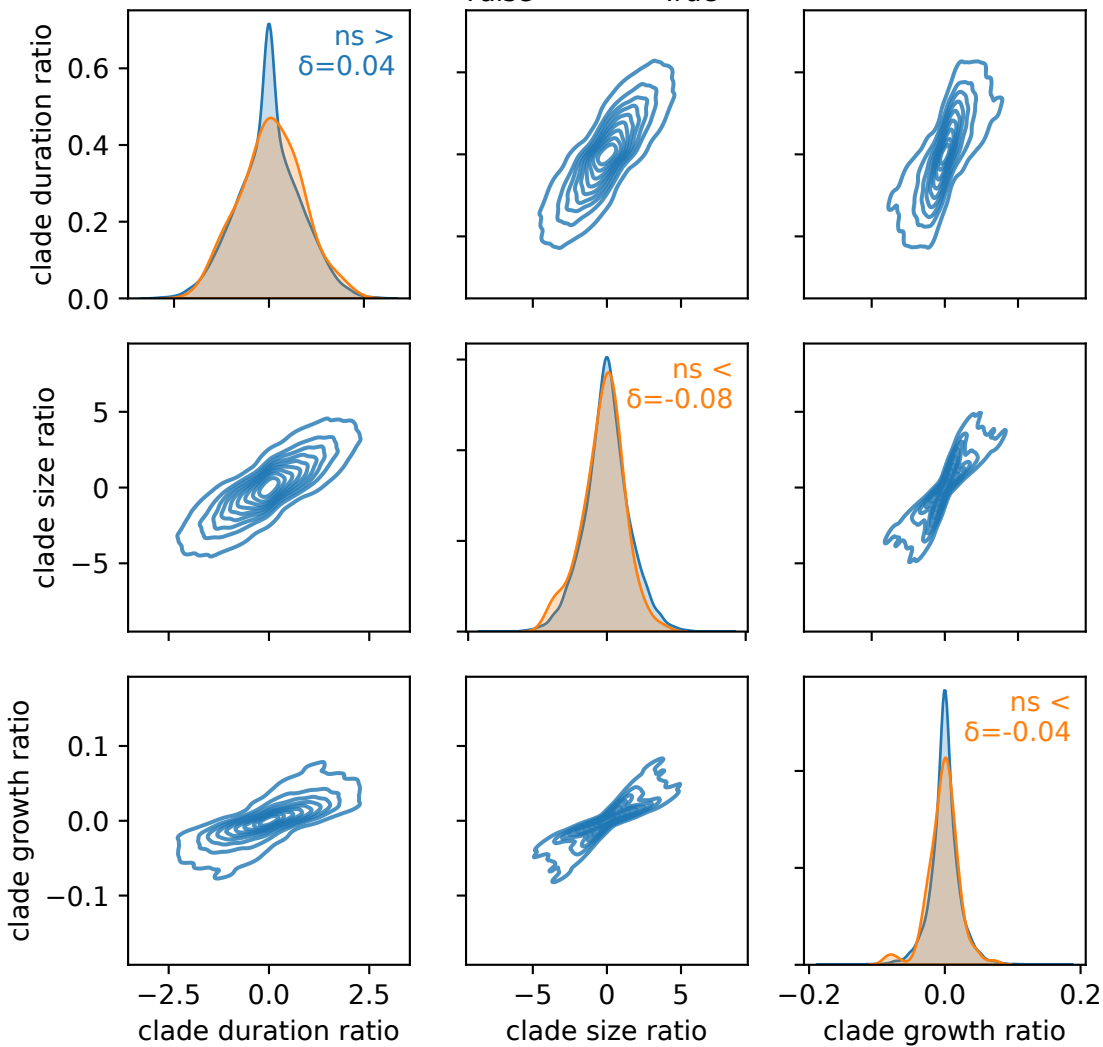 clade duration ratio
0.6
0.4
0.2
0.0
ns >
δ=0.04
clade size ratio
5
0
−5
ns <
δ=-0.08
clade growth ratio
0.1
0.0
−0.1
ns <
δ=-0.04
−2.5 0.0 2.5
−5 0 5
−0.2 0.0 0.2
clade duration ratio
clade size ratio
clade growth ratio